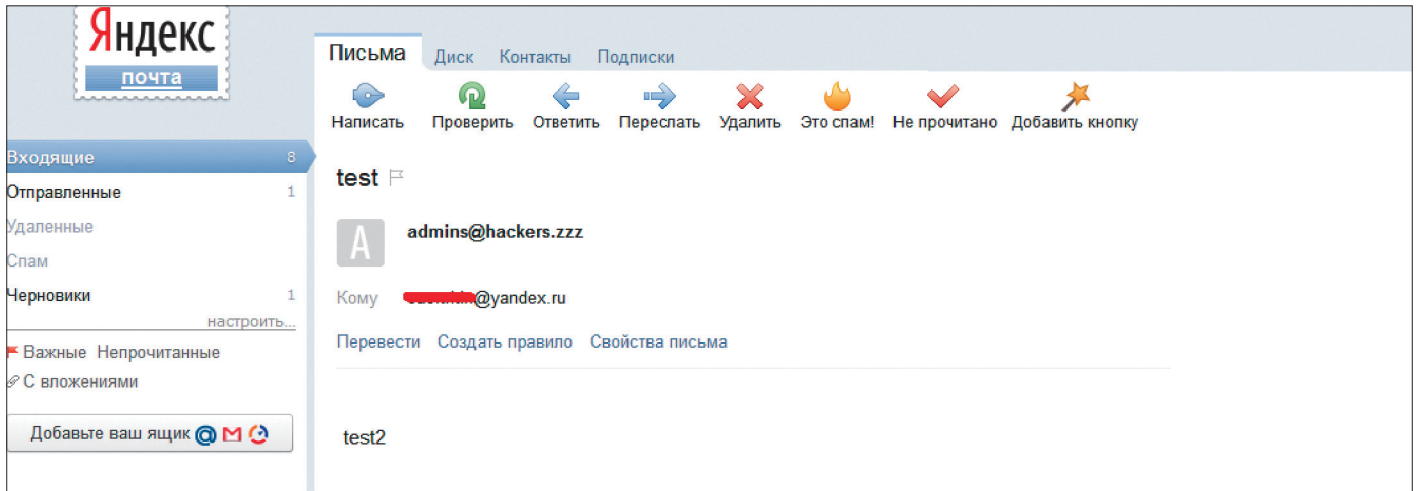 Яндекс
почта
Письма Диск Контакты Подписки
Написать Проверить Ответить Переслать Удалить Это спам! Не прочитано Добавить кнопку
Входящие 8
Отправленные 1
Удаленные
Спам
Черновики 1
настроить...
Важные Непрочитанные
С вложениями
Добавьте ваш ящик
test
A
admins@hackers.zzz
Кому @yandex.ru
Перевести Создать правило Свойства письма
test2